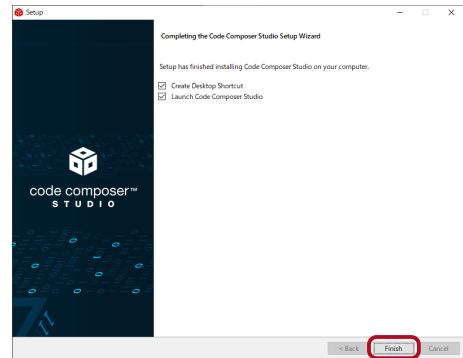 Setup
Completing the Code Composer Studio Setup Wizard
Setup has finished installing Code Composer Studio on your computer.
Create Desktop Shortcut
Launch Code Composer Studio
code composer™
STUDIO
< Back
Finish
Cancel